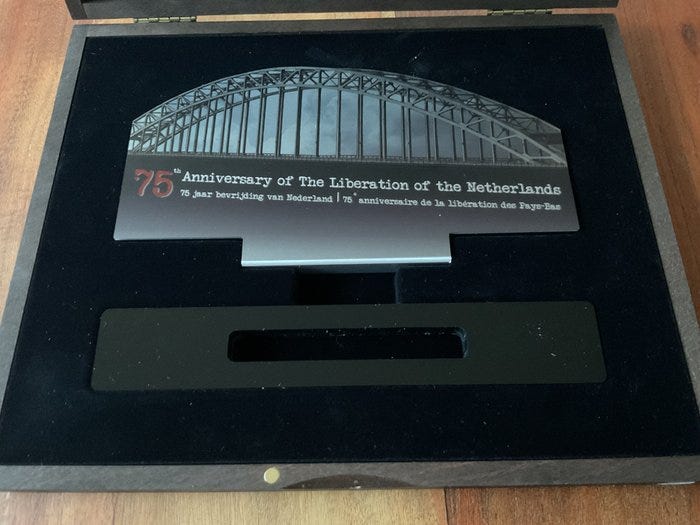 75th Anniversary of The Liberation of the Netherlands
75 jaar bevrijding van Nederland | 75e anniversaire de la libération des Pays-Bas